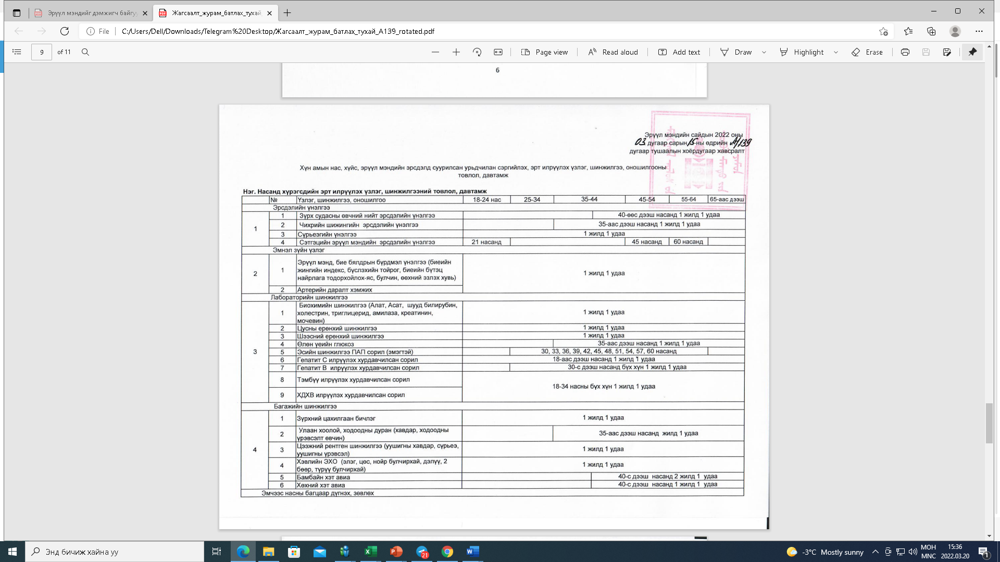 Эрүүл мэндийг дэмжигч байгу
Жагсаалт_журам_батлах_тухай
File
C:/Users/Dell/Downloads/Telegram%20Desktop/Жагсаалт_журам_батлах_тухай_A139_rotated.pdf
9 of 11
Page view
Read aloud
Add text
Draw
Highlight
Erase
6
Эрүүл мэндийн сайдын 2022 оны
03 дугаар сарын 15-ны өдрийн А/139
дугаар тушаалын хоёрдугаар хавсралт
Хүн амын нас, хүйс, эрүүл мэндийн эрсдэлд суурилсан урьдчилан сэргийлэх, эрт илрүүлэх үзлэг, шинжилгээ, оношилгооны
товлол, давтамж
Нэг. Насанд хүрэгсдийн эрт илрүүлэх үзлэг, шинжилгээний товлол, давтамж
№ Үзлэг, шинжилгээ, оношилгоо 18-24 нас 25-34 35-44 45-54 55-64 65-аас дээш
Эрсдэлийн үнэлгээ
1
1 Зүрх судасны өвчний нийт эрсдэлийн үнэлгээ 40-өөс дээш насанд 1 жилд 1 удаа
2 Чихрийн шижингийн эрсдэлийн үнэлгээ 35-аас дээш насанд 1 жилд 1 удаа
3 Сүрьеэгийн үнэлгээ 1 жилд 1 удаа
4 Сэтгэцийн эрүүл мэндийн эрсдэлийн үнэлгээ 21 насанд 45 насанд 60 насанд
Эмнэл зүйн үзлэг
2
1 Эрүүл мэнд, бие бялдрын бүрдмэл үнэлгээ (биеийн
жингийн индекс, бүслэхийн тойрог, биеийн бүтэц
найрлага тодорхойлох-яс, булчин, өөхний эзлэх хувь)
1 жилд 1 удаа
2 Артерийн даралт хэмжих
Лабораторийн шинжилгээ
3
1 Биохимийн шинжилгээ (Алат, Асат, шууд билирубин,
холестрин, триглицерид, амилаза, креатинин,
мочевин)
1 жилд 1 удаа
2 Цусны ерөнхий шинжилгээ 1 жилд 1 удаа
3 Шээсний ерөнхий шинжилгээ 1 жилд 1 удаа
4 Өлөн үеийн глюкоз 35-аас дээш насанд 1 жилд 1 удаа
5 Эсийн шинжилгээ ПАП сорил (эмэгтэй) 30, 33, 36, 39, 42, 45, 48, 51, 54, 57, 60 насанд
6 Гепатит С илрүүлэх хурдавчилсан сорил 18-аас дээш насанд 1 жилд 1 удаа
7 Гепатит В илрүүлэх хурдавчилсан сорил 30-с дээш насанд бүх хүн 1 жилд 1 удаа
8 Тэмбүү илрүүлэх хурдавчилсан сорил
18-34 насны бүх хүн 1 жилд 1 удаа
9 ХДХВ илрүүлэх хурдавчилсан сорил
Багажийн шинжилгээ
4
1 Зүрхний цахилгаан бичлэг 1 жилд 1 удаа
2 Улаан хоолой, ходоодны дуран (хавдар, ходоодны
үрэвсэлт өвчин)
35-аас дээш насанд жилд 1 удаа
3 Цээжний рентген шинжилгээ (уушигны хавдар, сүрьеэ,
уушигны үрэвсэл)
1 жилд 1 удаа
4 Хэвлийн ЭХО (элэг, цөс, нойр булчирхай, дэлүү, 2
бөөр, түрүү булчирхай)
1 жилд 1 удаа
5 Бамбайн хэт авиа 40-с дээш насанд 2 жилд 1 удаа
6 Хөхний хэт авиа 40-с дээш насанд 1 жилд 1 удаа
Эмчээс насны багцаар дүгнэх, зөвлөх
Энд бичиж хайна уу
21
-3°C Mostly sunny
МОН
MNC
15:36
2022.03.20
1